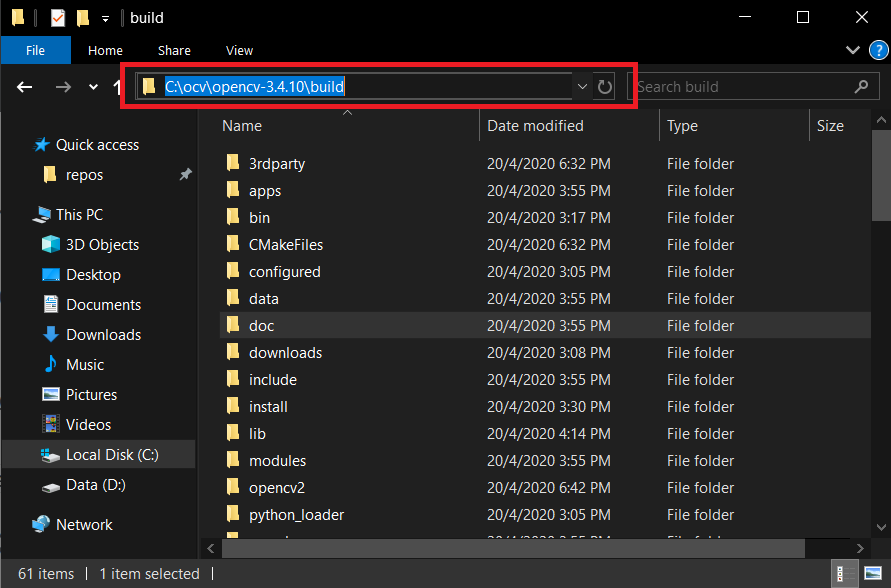 build
File Home Share View ?
C:\ocv\opencv-3.4.10\build Search build
Name Date modified Type Size
Quick access
repos
This PC
3D Objects
Desktop
Documents
Downloads
Music
Pictures
Videos
Local Disk (C:)
Data (D:)
Network
3rdparty 20/4/2020 6:32 PM File folder
apps 20/4/2020 3:55 PM File folder
bin 20/4/2020 3:17 PM File folder
CMakeFiles 20/4/2020 6:32 PM File folder
configured 20/4/2020 3:05 PM File folder
data 20/4/2020 3:55 PM File folder
doc 20/4/2020 3:55 PM File folder
downloads 20/4/2020 3:08 PM File folder
include 20/4/2020 3:55 PM File folder
install 20/4/2020 3:30 PM File folder
lib 20/4/2020 4:14 PM File folder
modules 20/4/2020 3:55 PM File folder
opencv2 20/4/2020 6:42 PM File folder
python_loader 20/4/2020 3:05 PM File folder
61 items 1 item selected